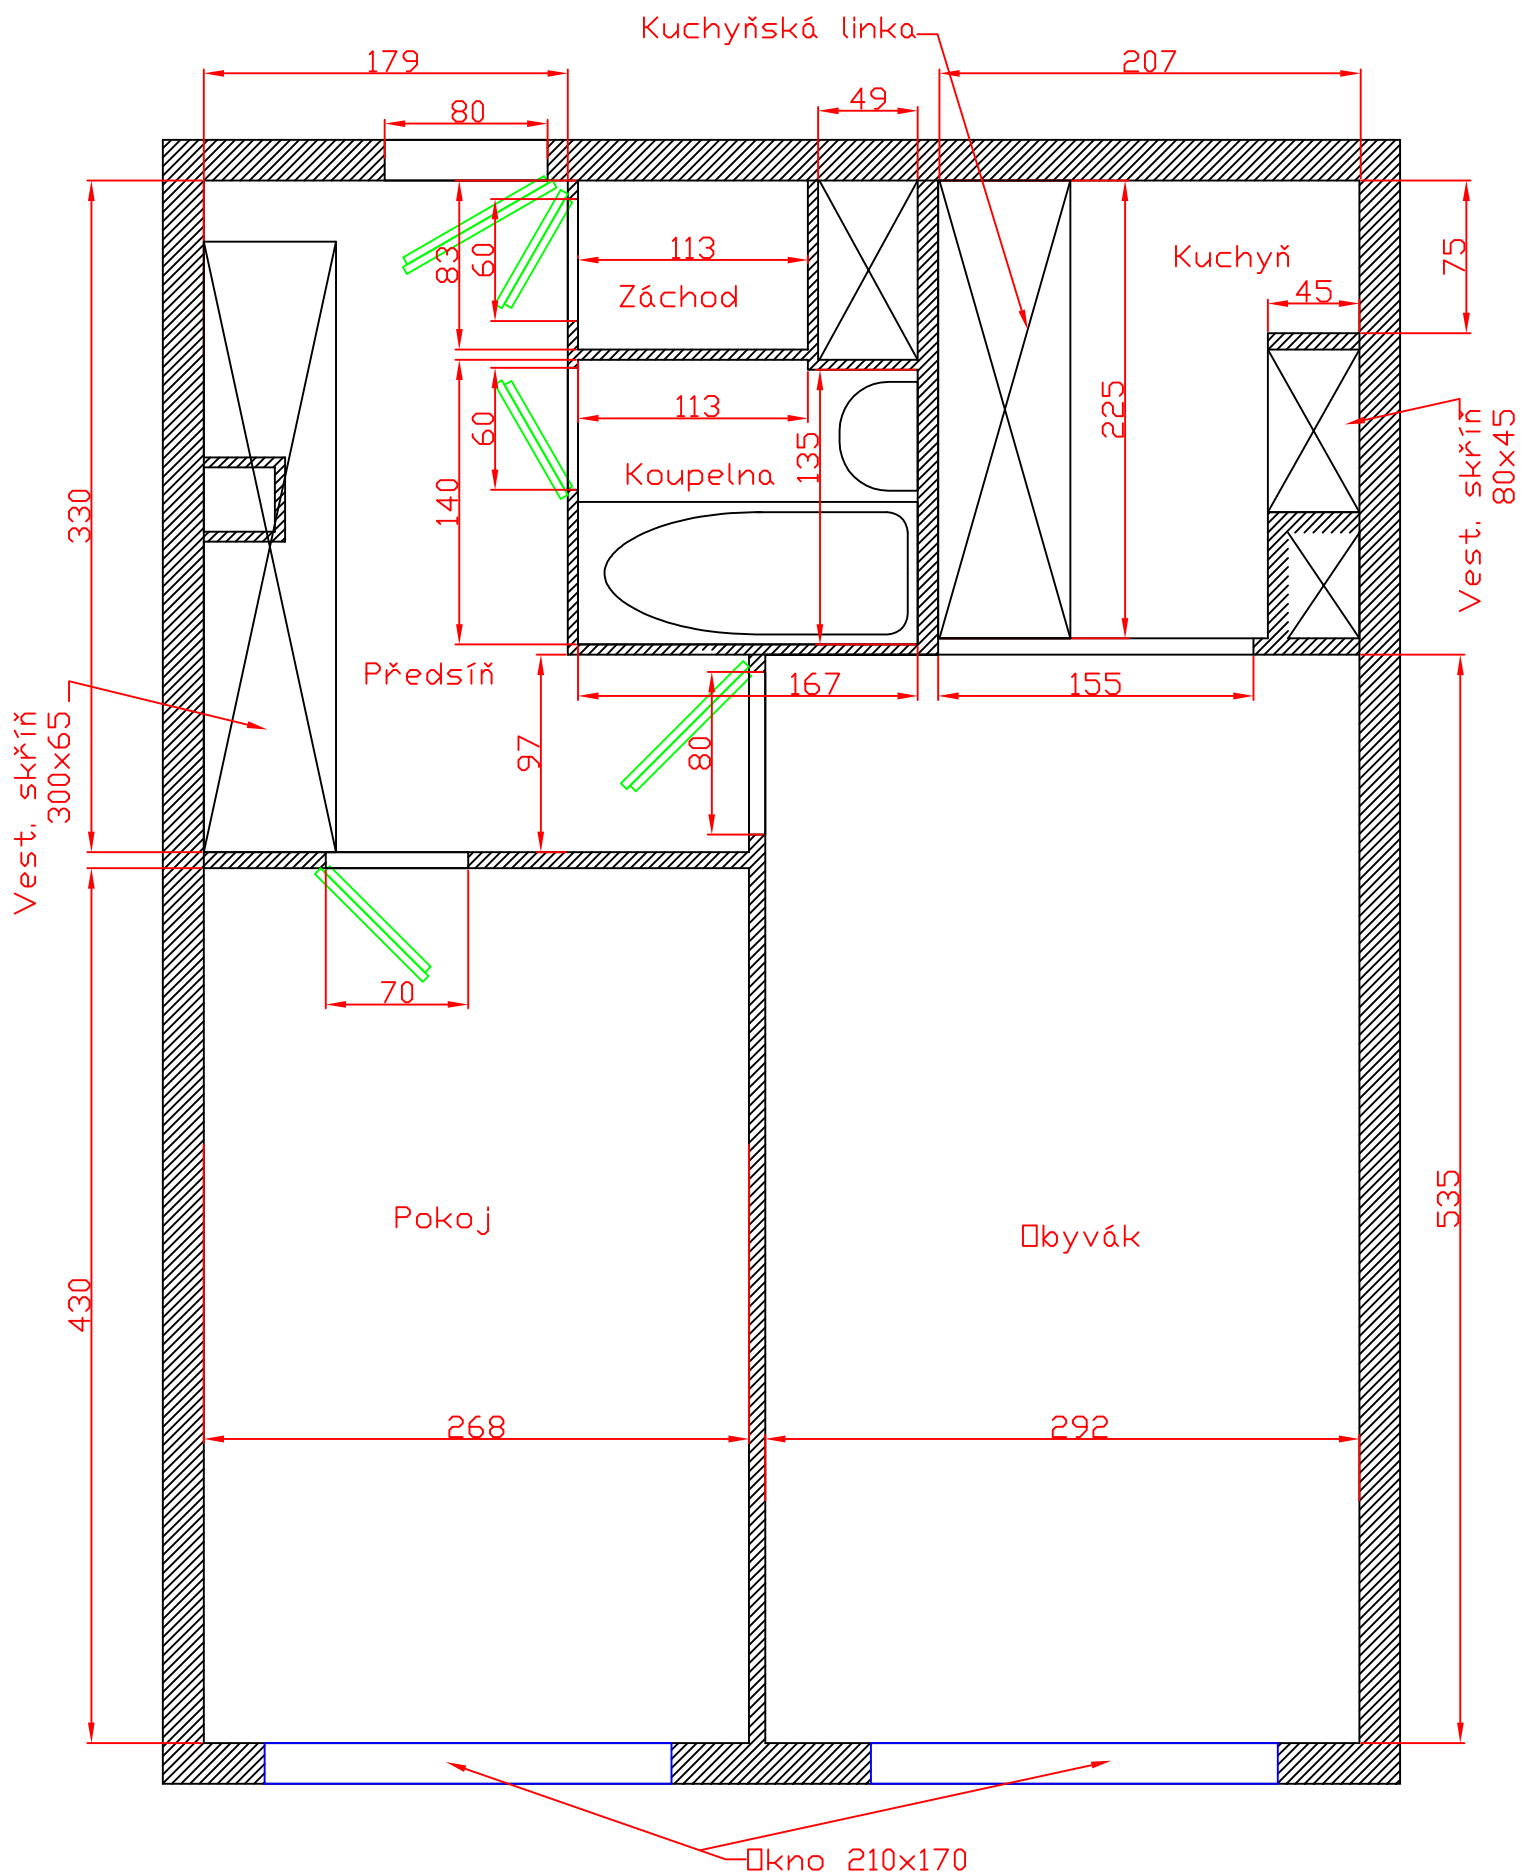 Kuchyňská linka
179
207
80
49
113
Kuchyň
83
60
75
Záchod
45
113
225
60
135
Koupelna
140
330
Vest. skříň
80x45
Předsíň
167
155
Vest. skříň
300x65
97
80
70
Pokoj
Obyvák
535
430
268
292
Okno 210x170